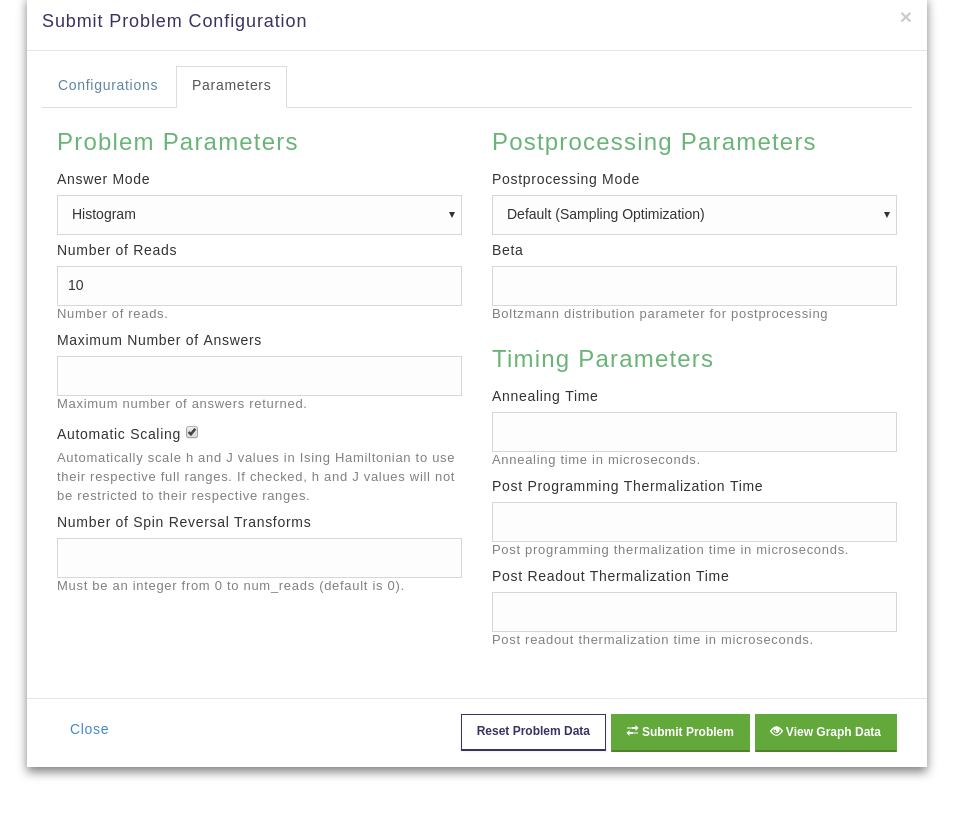 Submit Problem Configuration
×
Configurations
Parameters
Problem Parameters
Answer Mode
Histogram
Number of Reads
10
Number of reads.
Maximum Number of Answers
Maximum number of answers returned.
Automatic Scaling
Automatically scale h and J values in Ising Hamiltonian to use
their respective full ranges. If checked, h and J values will not
be restricted to their respective ranges.
Number of Spin Reversal Transforms
Must be an integer from 0 to num_reads (default is 0).
Postprocessing Parameters
Postprocessing Mode
Default (Sampling Optimization)
Beta
Boltzmann distribution parameter for postprocessing
Timing Parameters
Annealing Time
Annealing time in microseconds.
Post Programming Thermalization Time
Post programming thermalization time in microseconds.
Post Readout Thermalization Time
Post readout thermalization time in microseconds.
Close
Reset Problem Data
Submit Problem
View Graph Data